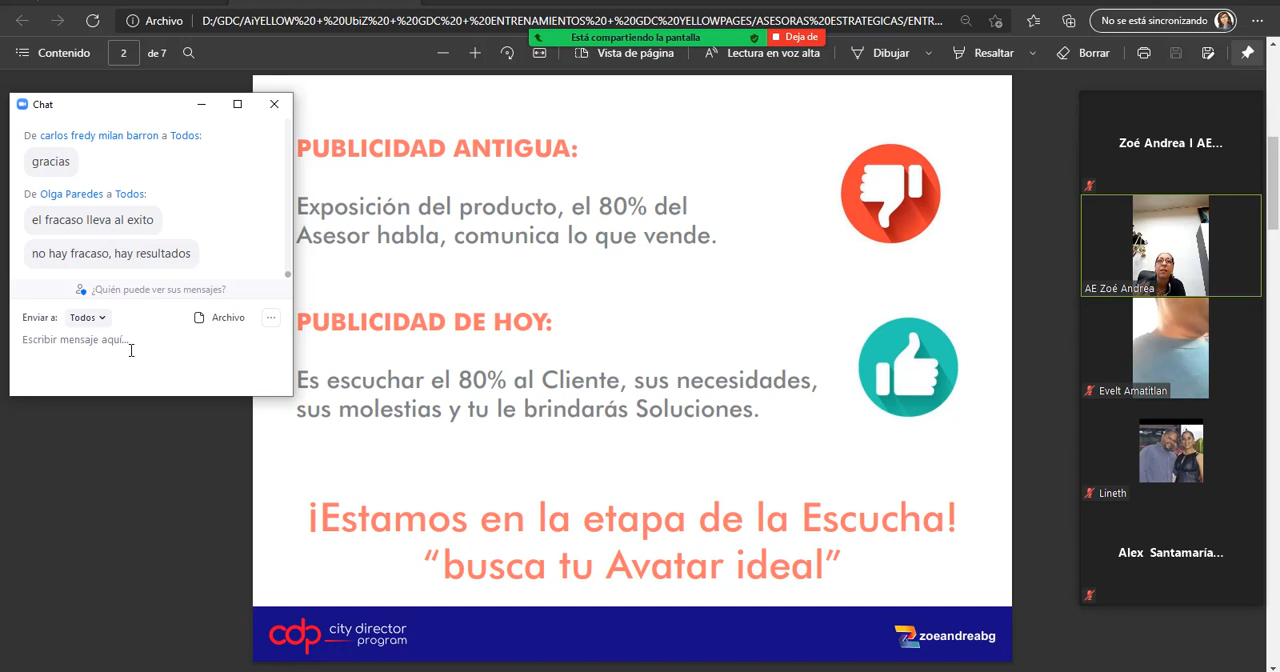 Archivo
D:/GDC/AiYELLOW%20+%20UbiZ%20+%20GDC%20+%20ENTRENAMIENTOS%20+%20GDC%20YELLOWPAGES/ASESORAS%20ESTRATEGICAS/ENTR...
No se está sincronizando
Está compartiendo la pantalla
Deja de
Contenido
2
de 7
Vista de página
Lectura en voz alta
Dibujar
Resaltar
Borrar
Chat
De carlos fredy milan barron a Todos:
gracias
De Olga Paredes a Todos:
el fracaso lleva al exito
no hay fracaso, hay resultados
¿Quién puede ver sus mensajes?
Enviar a: Todos
Archivo
Escribir mensaje aquí...
PUBLICIDAD ANTIGUA:
Exposición del producto, el 80% del
Asesor habla, comunica lo que vende.
PUBLICIDAD DE HOY:
Es escuchar el 80% al Cliente, sus necesidades,
sus molestias y tu le brindarás Soluciones.
¡Estamos en la etapa de la Escucha!
“busca tu Avatar ideal”
cdp city director
program
zoeandreabg
Zoé Andrea I AE...
AE Zoé Andrea
Evelt Amatitlan
Lineth
Alex Santamaría...